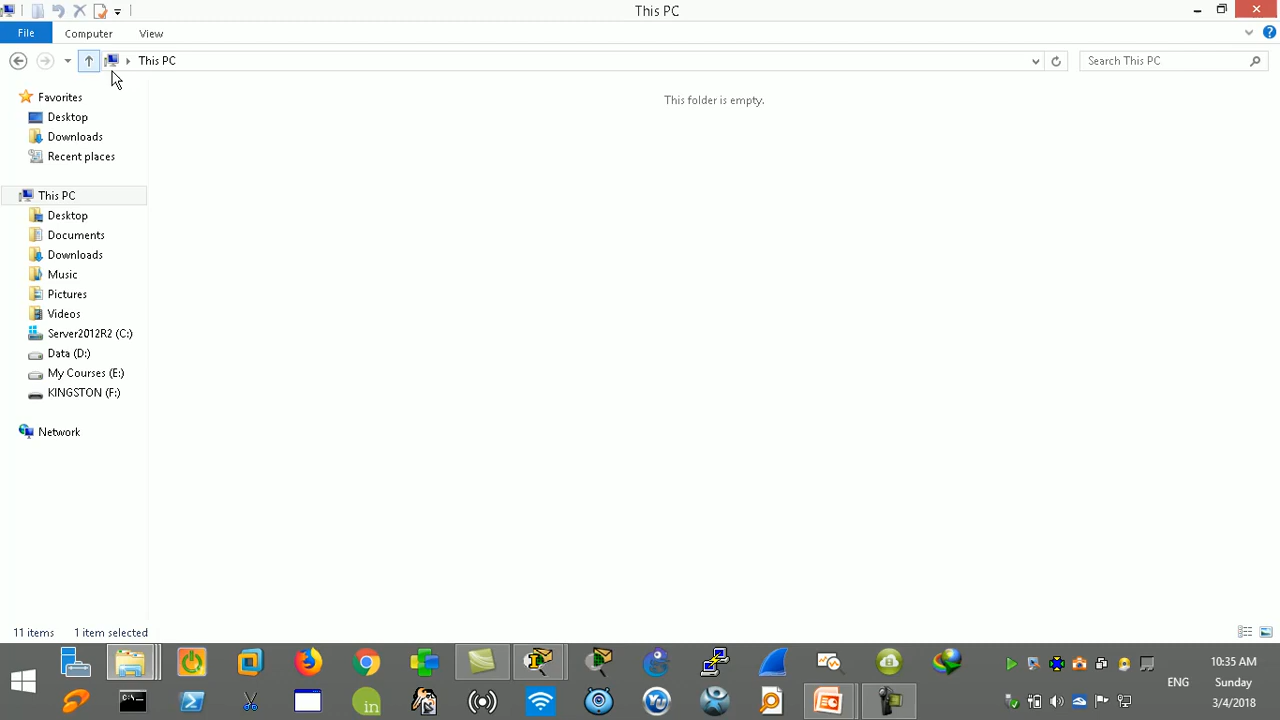 This PC
File
Computer
View
This PC
Search This PC
Favorites
Desktop
Downloads
Recent places
This PC
Desktop
Documents
Downloads
Music
Pictures
Videos
Server2012R2 (C:)
Data (D:)
My Courses (E:)
KINGSTON (F:)
Network
This folder is empty.
11 items 1 item selected
10:35 AM
ENG Sunday
3/4/2018